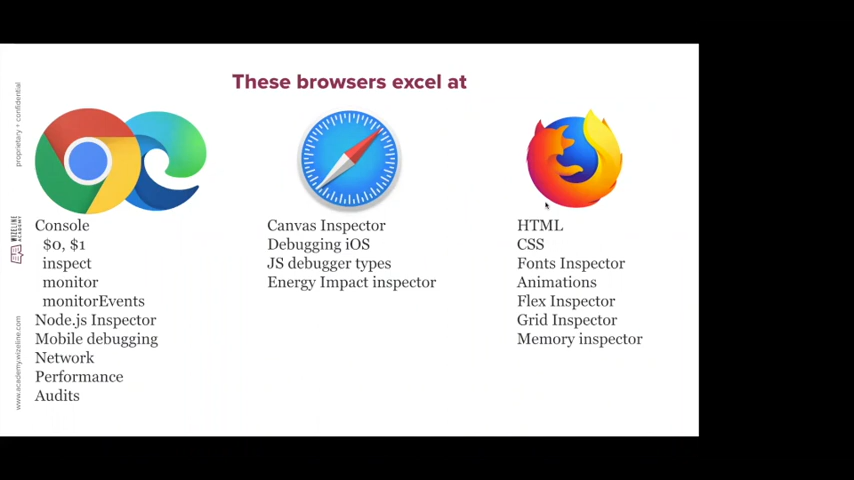 These browsers excel at
proprietary + confidential
WIZELINE
ACADEMY
www.academywizeline.com
Console
$0, $1
inspect
monitor
monitorEvents
Node.js Inspector
Mobile debugging
Network
Performance
Audits
Canvas Inspector
Debugging iOS
JS debugger types
Energy Impact inspector
HTML
CSS
Fonts Inspector
Animations
Flex Inspector
Grid Inspector
Memory inspector